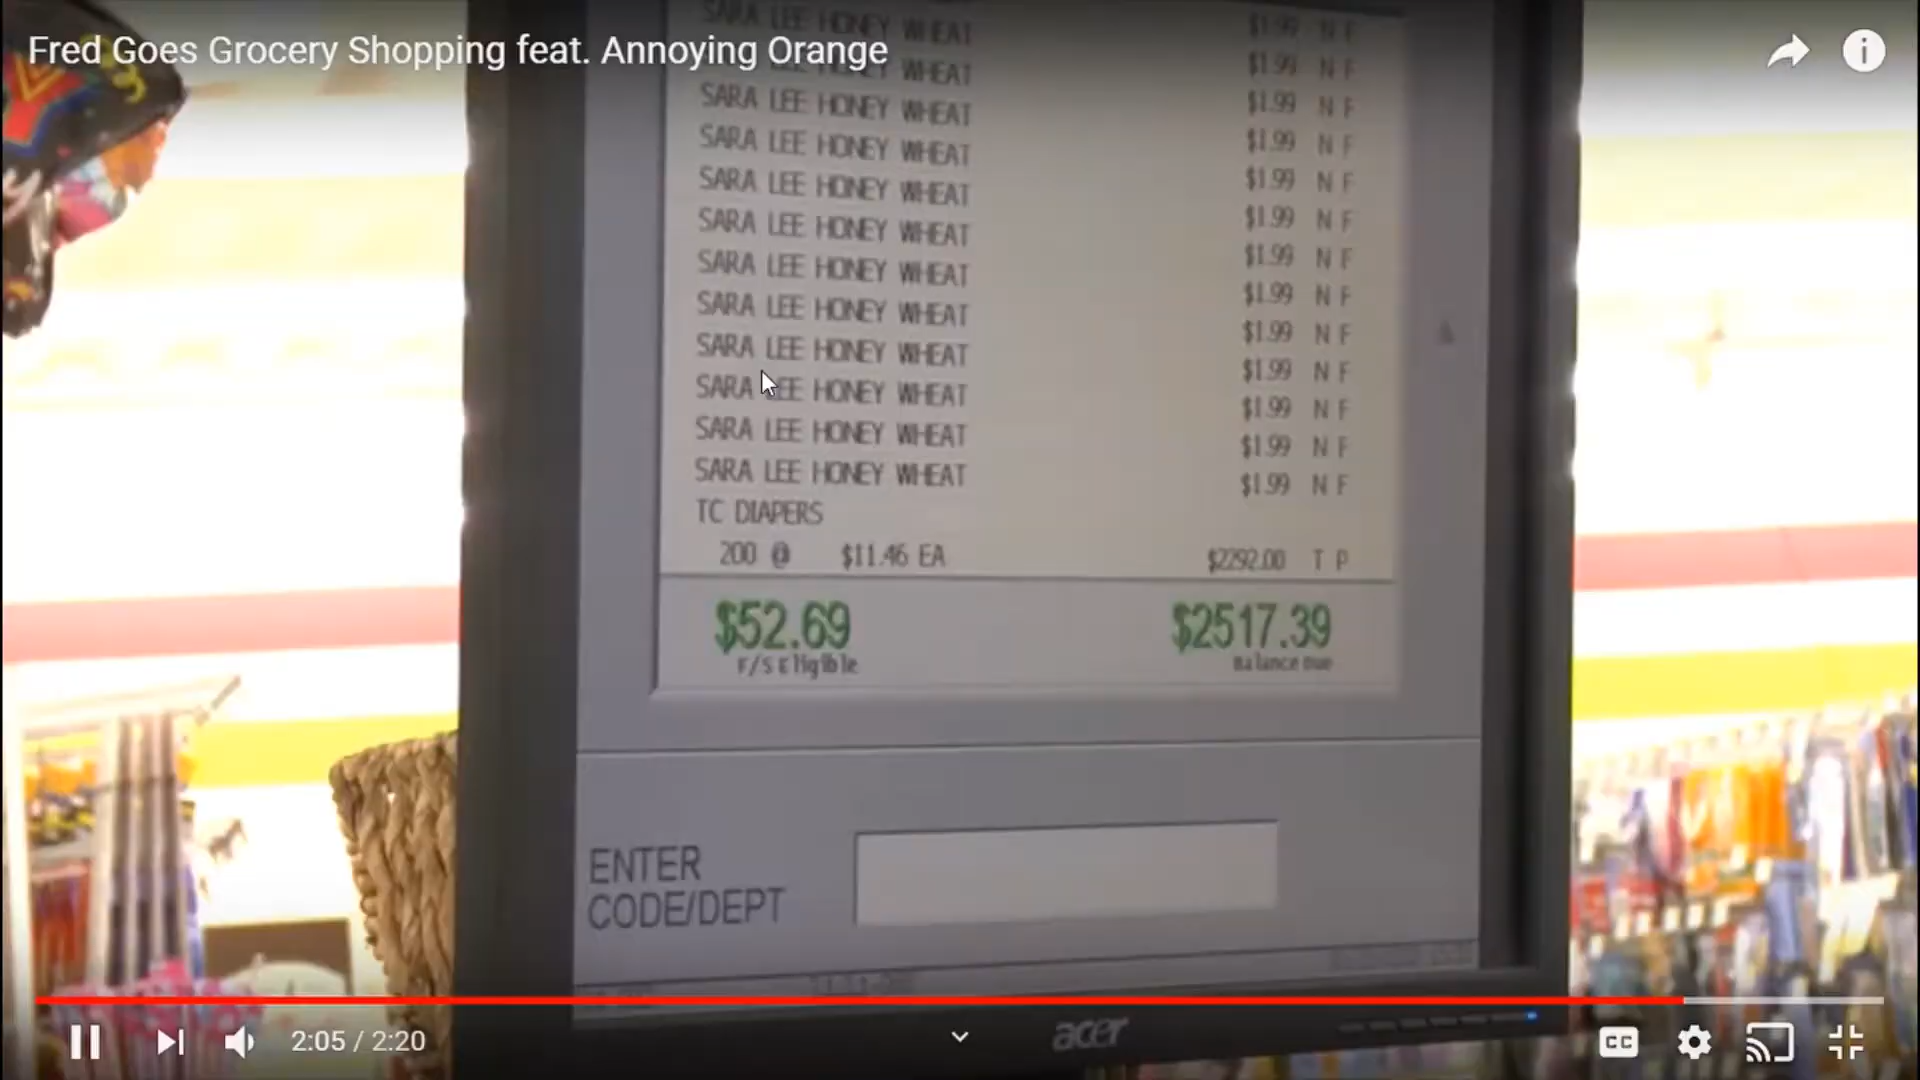 Fred Goes Grocery Shopping feat. Annoying Orange
SARA LEE HONEY WHEAT $1.99 N F
LEE HONEY WHEAT $1.99 N F
SARA LEE HONEY WHEAT $1.99 N F
SARA LEE HONEY WHEAT $1.99 N F
SARA LEE HONEY WHEAT $1.99 N F
SARA LEE HONEY WHEAT $1.99 N F
SARA LEE HONEY WHEAT $1.99 N F
SARA LEE HONEY WHEAT $1.99 N F
SARA LEE HONEY WHEAT $1.99 N F
SARA LEE HONEY WHEAT $1.99 N F
SARA LEE HONEY WHEAT $1.99 N F
SARA LEE HONEY WHEAT $1.99 N F
$1.99 N F
TC DIAPERS
200 @ $11.46 EA $2292.00 T P
$52.69 $2517.39
F/S Eligible Balance Due
ENTER
CODE/DEPT
acer
2:05 / 2:20
CC